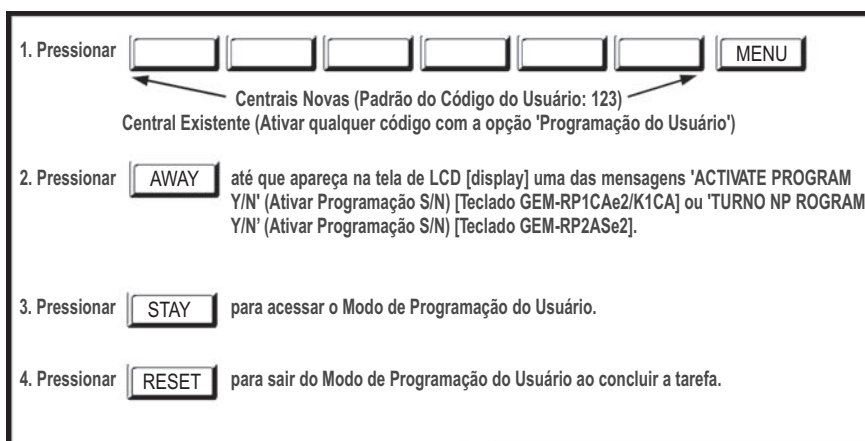 1. Pressionar MENU
Centrais Novas (Padrão do Código do Usuário: 123)
Central Existente (Ativar qualquer código com a opção 'Programação do Usuário')
2. Pressionar AWAY até que apareça na tela de LCD [display] uma das mensagens 'ACTIVATE PROGRAM
Y/N' (Ativar Programação S/N) [Teclado GEM-RP1CAe2/K1CA] ou 'TURNO NP ROGRAM
Y/N’ (Ativar Programação S/N) [Teclado GEM-RP2ASe2].
3. Pressionar STAY para acessar o Modo de Programação do Usuário.
4. Pressionar RESET para sair do Modo de Programação do Usuário ao concluir a tarefa.